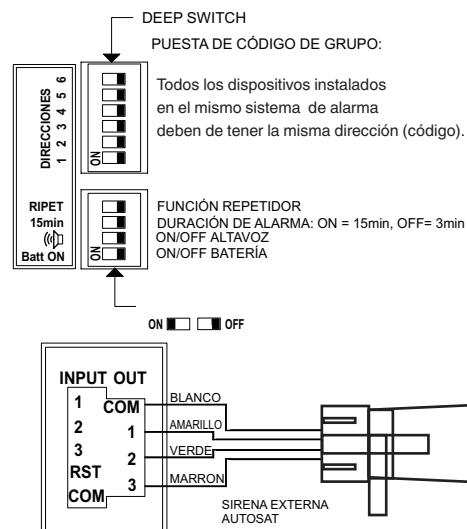 DEEP SWITCH
PUESTA DE CÓDIGO DE GRUPO:
DIRECCIONES
1 2 3 4 5 6
ON
Todos los dispositivos instalados
en el mismo sistema de alarma
deben de tener la misma dirección (código).
RIPET
15min
Batt ON
ON
FUNCIÓN REPETIDOR
DURACIÓN DE ALARMA: ON = 15min, OFF= 3min
ON/OFF ALTAVOZ
ON/OFF BATERÍA
ON OFF
INPUT OUT
1 COM
2 1
3 2
RST 3
COM
BLANCO
AMARILLO
VERDE
MARRON
SIRENA EXTERNA
AUTOSAT